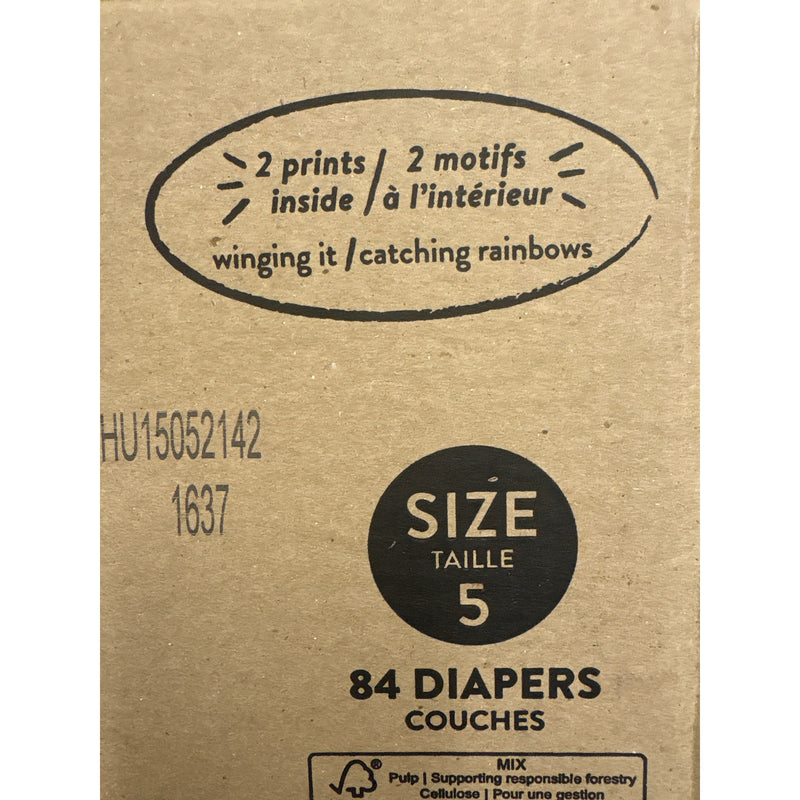 2 prints / 2 motifs
inside / à l'intérieur
winging it / catching rainbows
HU15052142
1637
SIZE
TAILLE
5
84 DIAPERS
COUCHES
®
MIX
Pulp | Supporting responsible forestry
Cellulose | Pour une gestion